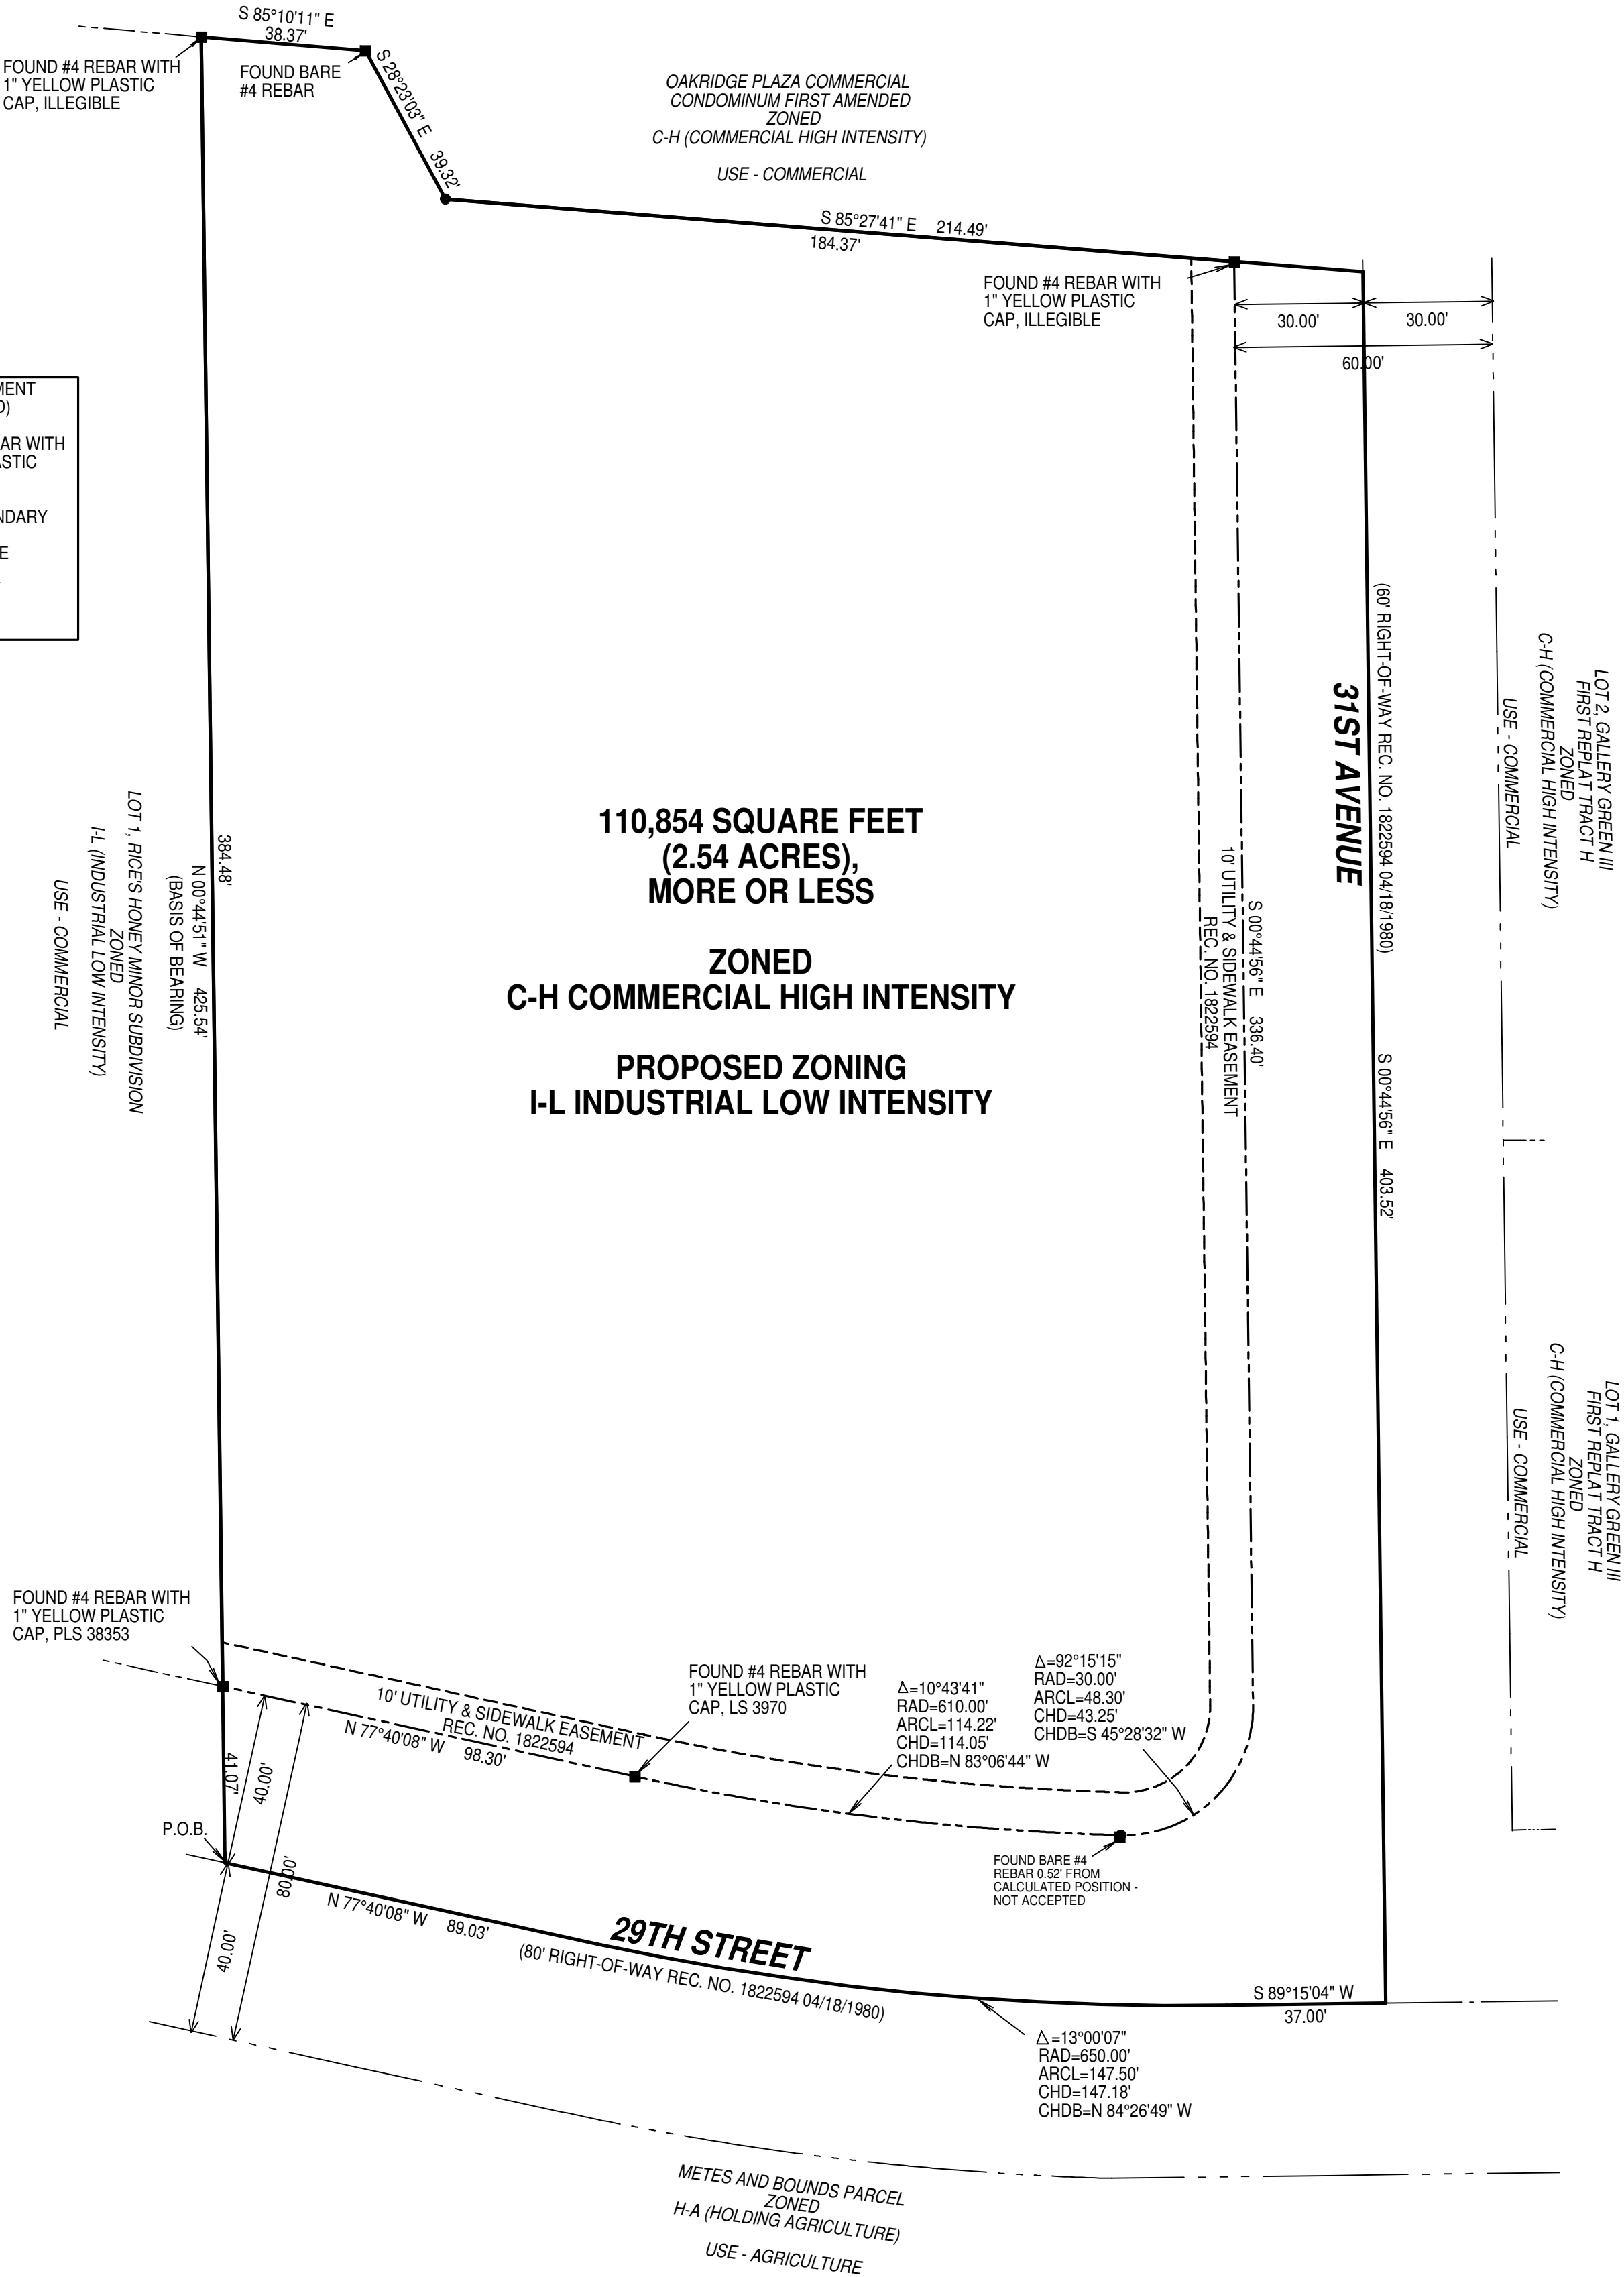 S 85°10'11" E
38.37'
FOUND #4 REBAR WITH
1" YELLOW PLASTIC
CAP, ILLEGIBLE
FOUND BARE
#4 REBAR
S 28°23'03" E 39.32'
OAKRIDGE PLAZA COMMERCIAL
CONDOMINUM FIRST AMENDED
ZONED
C-H (COMMERCIAL HIGH INTENSITY)
USE - COMMERCIAL
S 85°27'41" E 214.49'
184.37'
FOUND #4 REBAR WITH
1" YELLOW PLASTIC
CAP, ILLEGIBLE
30.00'
30.00'
60.00'
AR WITH
NDARY
110,854 SQUARE FEET
(2.54 ACRES),
MORE OR LESS
ZONED
C-H COMMERCIAL HIGH INTENSITY
PROPOSED ZONING
I-L INDUSTRIAL LOW INTENSITY
384.48'
N 00°44'51" W 425.54'
(BASIS OF BEARING)
LOT 1, RICE'S HONEY MINOR SUBDIVISION
ZONED
I-L (INDUSTRIAL LOW INTENSITY)
USE - COMMERCIAL
S 00°44'56" E 336.40'
10' UTILITY & SIDEWALK EASEMENT
REC. NO. 1822594
31ST AVENUE
(60' RIGHT-OF-WAY REC. NO. 1822594 04/18/1980)
S 00°44'56" E 403.52'
LOT 2, GALLERY GREEN III
FIRST REPLAT TRACT H
ZONED
C-H (COMMERCIAL HIGH INTENSITY)
USE - COMMERCIAL
LOT 1, GALLERY GREEN III
FIRST REPLAT TRACT H
ZONED
C-H (COMMERCIAL HIGH INTENSITY)
USE - COMMERCIAL
FOUND #4 REBAR WITH
1" YELLOW PLASTIC
CAP, PLS 38353
10' UTILITY & SIDEWALK EASEMENT
REC. NO. 1822594
N 77°40'08" W 98.30'
FOUND #4 REBAR WITH
1" YELLOW PLASTIC
CAP, LS 3970
Δ=10°43'41"
RAD=610.00'
ARCL=114.22'
CHD=114.05'
CHDB=N 83°06'44" W
Δ=92°15'15"
RAD=30.00'
ARCL=48.30'
CHD=43.25'
CHDB=S 45°28'32" W
41.07'
40.00'
80.00'
40.00'
P.O.B.
FOUND BARE #4
REBAR 0.52' FROM
CALCULATED POSITION -
NOT ACCEPTED
N 77°40'08" W 89.03'
29TH STREET
(80' RIGHT-OF-WAY REC. NO. 1822594 04/18/1980)
S 89°15'04" W
37.00'
Δ=13°00'07"
RAD=650.00'
ARCL=147.50'
CHD=147.18'
CHDB=N 84°26'49" W
METES AND BOUNDS PARCEL
ZONED
H-A (HOLDING AGRICULTURE)
USE - AGRICULTURE